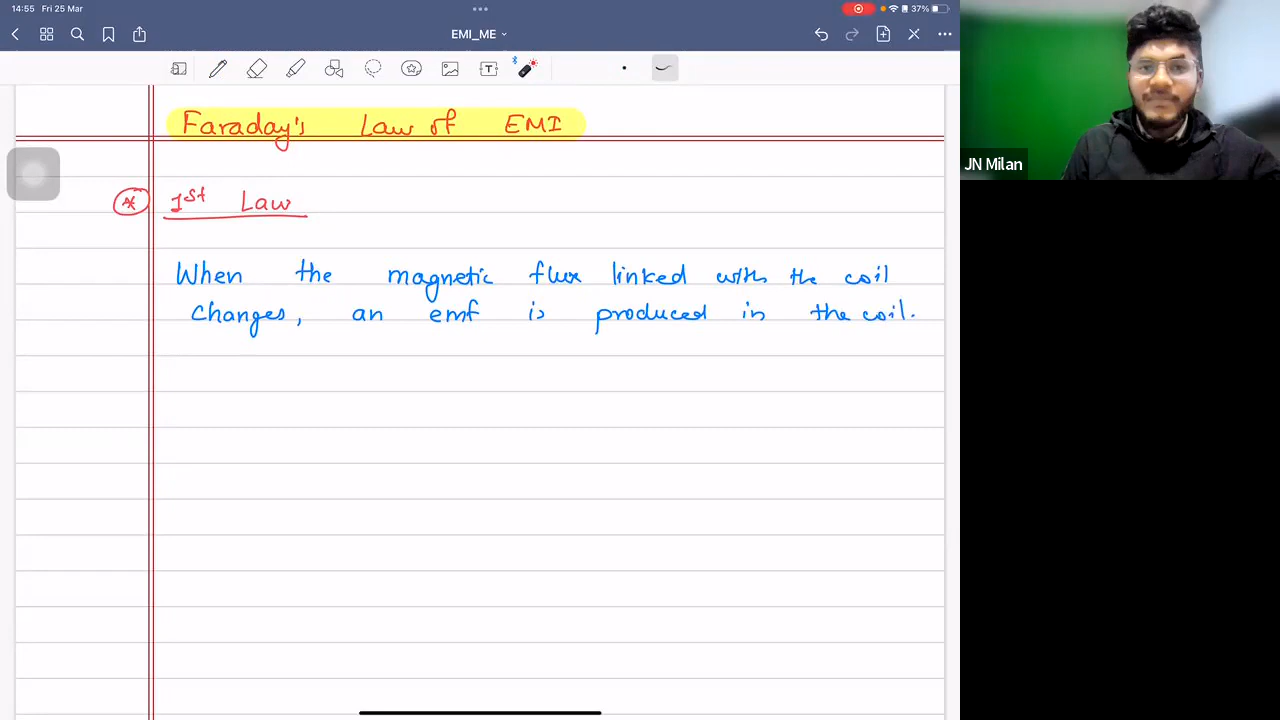 14:55 Fri 25 Mar
37%
EMI_ME
T
Faraday's Law of EMI
* 1st Law
When the magnetic flux linked with the coil
changes, an emf is produced in the coil.
JN Milan